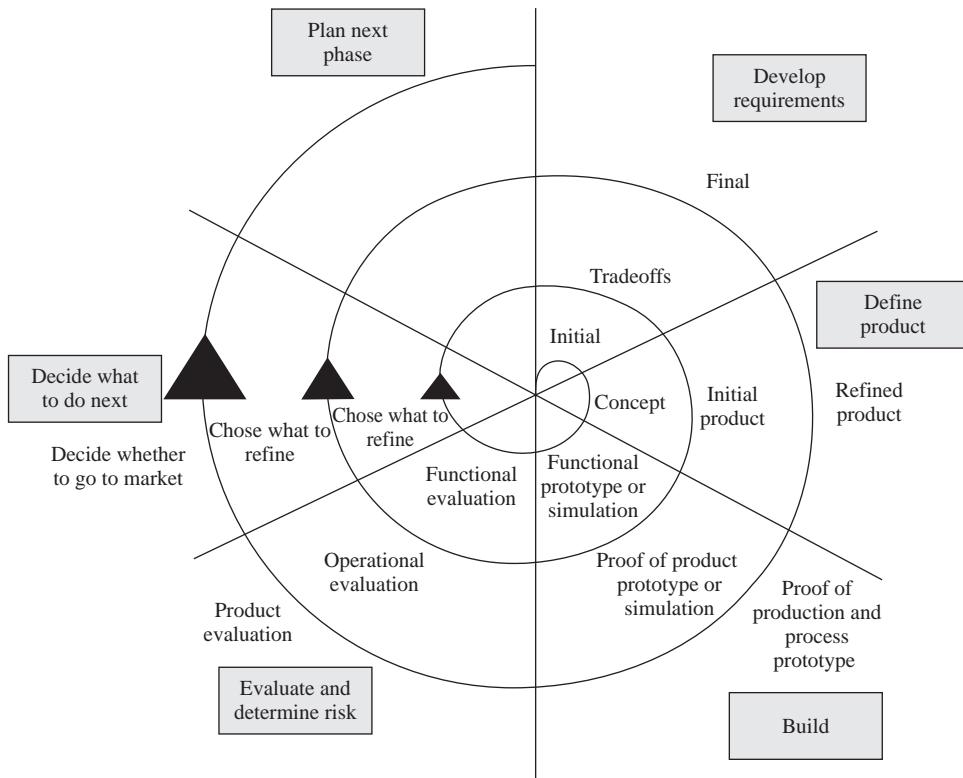 Plan next
phase
Develop
requirements
Final
Tradeoffs
Define
product
Initial
Decide what
to do next
Concept
Initial
product
Refined
product
Chose what to
refine
Chose what to
refine
Decide whether
to go to market
Functional
evaluation
Functional
prototype or
simulation
Operational
evaluation
Proof of product
prototype or
simulation
Proof of
production and
process
prototype
Product
evaluation
Evaluate and
determine risk
Build